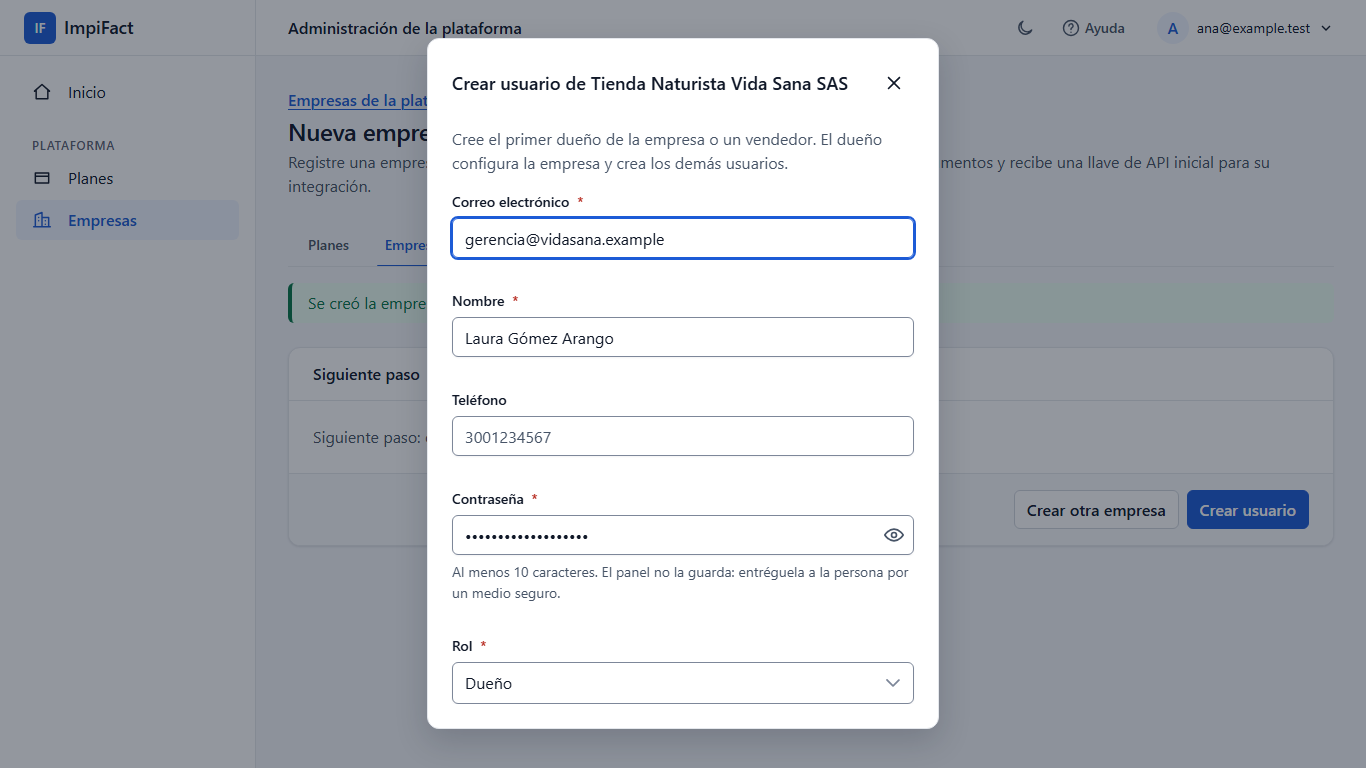 IF ImpiFact
Administración de la plataforma
Ayuda
A ana@example.test
Inicio
PLATAFORMA
Planes
Empresas
Empresas de la plat
Nueva empre
Registre una empre
mentos y recibe una llave de API inicial para su
integración.
Planes
Empre
Se creó la empre
Siguiente paso
Siguiente paso:
Crear otra empresa
Crear usuario
Crear usuario de Tienda Naturista Vida Sana SAS
Cree el primer dueño de la empresa o un vendedor. El dueño
configura la empresa y crea los demás usuarios.
Correo electrónico *
gerencia@vidasana.example
Nombre *
Laura Gómez Arango
Teléfono
3001234567
Contraseña *
•••••••••••••••••••
Al menos 10 caracteres. El panel no la guarda: entréguela a la persona por
un medio seguro.
Rol *
Dueño